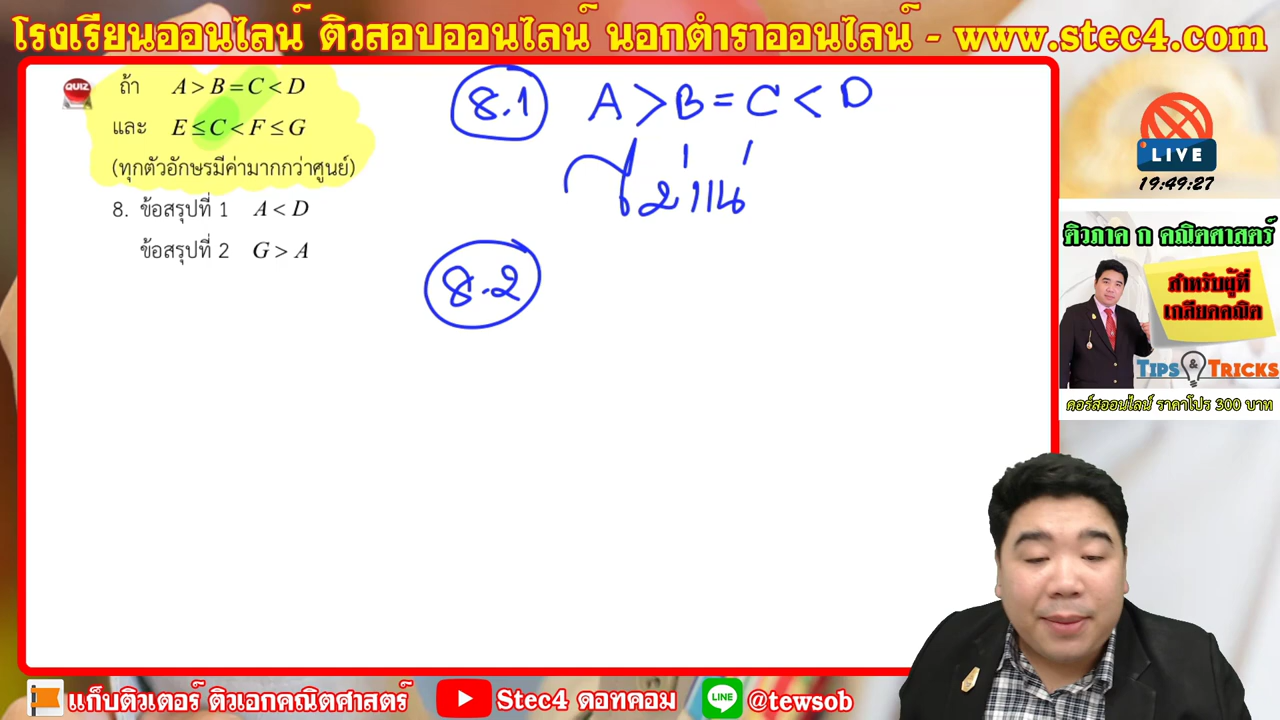 โรงเรียนออนไลน์ ติวสอบออนไลน์ นอกตำราออนไลน์ - www.stec4.com
QUIZ
ถ้า A > B = C < D
และ E ≤ C < F ≤ G
(ทุกตัวอักษรมีค่ามากกว่าศูนย์)
8. ข้อสรุปที่ 1 A < D
ข้อสรุปที่ 2 G > A
8.1 A > B = C < D
ไม่แน่
8.2
LIVE
19:49:27
ติวภาค ก คณิตศาสตร์
สำหรับผู้ที่
เกลียดคณิต
TIPS & TRICKS
คอร์สออนไลน์ ราคาโปร 300 บาท
แก๊บติวเตอร์ ติวเอกคณิตศาสตร์
Stec4 ดอทคอม
LINE
@tewsob